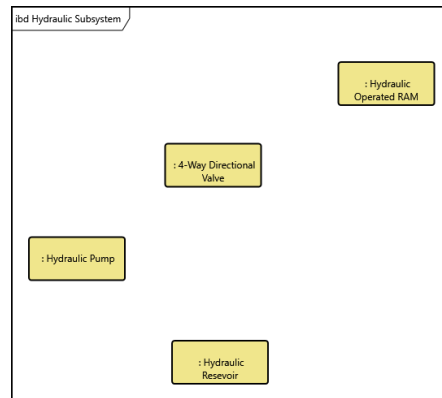 ibd Hydraulic Subsystem
: Hydraulic
Operated RAM
: 4-Way Directional
Valve
: Hydraulic Pump
: Hydraulic
Resevoir